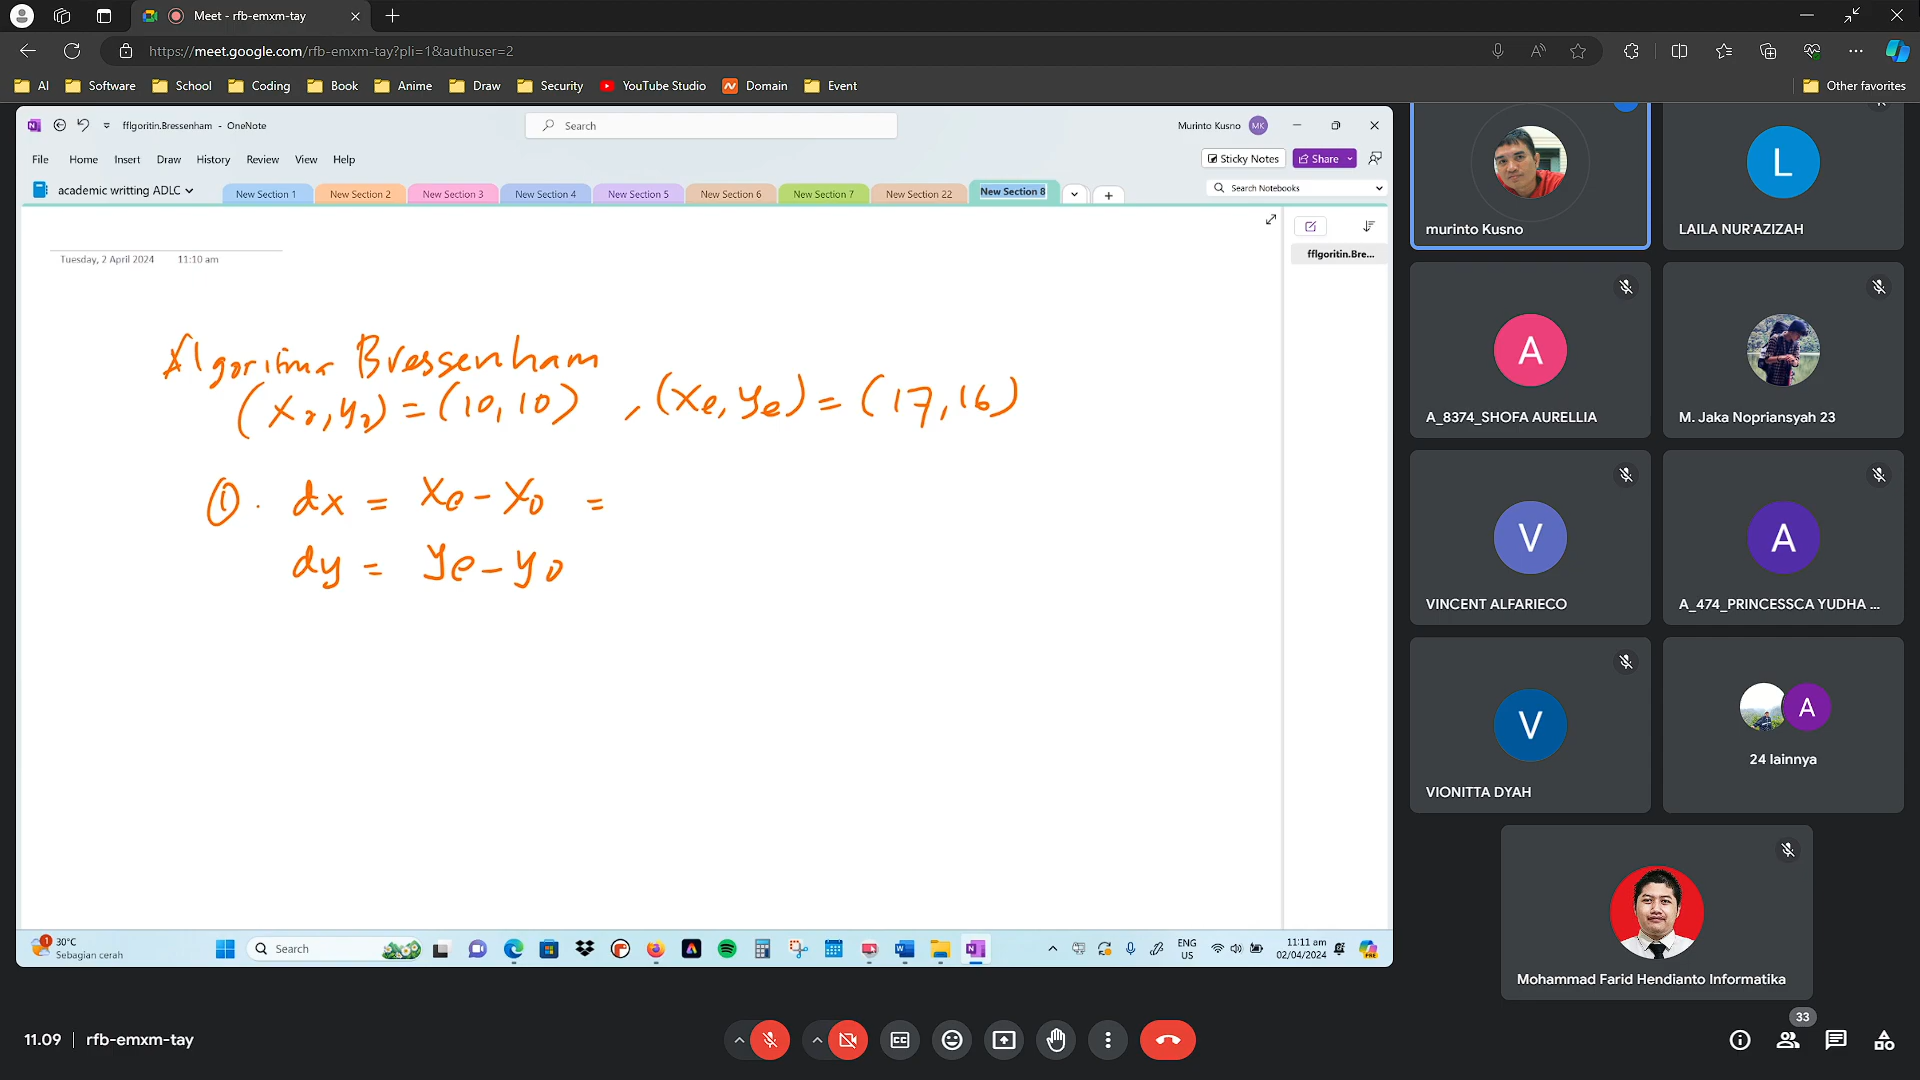 Meet - rfb-emxm-tay
https://meet.google.com/rfb-emxm-tay?pli=1&authuser=2
AI Software School Coding Book Anime Draw Security YouTube Studio Domain Event Other favorites
fflgoritin.Bressenham - OneNote
Search
Murinto Kusno MK
File Home Insert Draw History Review View Help
Sticky Notes Share
academic writting ADLC
New Section 1 New Section 2 New Section 3 New Section 4 New Section 5 New Section 6 New Section 7 New Section 22 New Section 8
Search Notebooks
fflgoritin.Bre...
Tuesday, 2 April 2024 11:10 am
Algoritma Bressenham
(x0, y0) = (10, 10) , (xe, ye) = (17, 16)
①. dx = xe - x0 =
dy = ye - y0
1
30°C
Sebagian cerah
Search
ENG
US
11:11 am
02/04/2024
murinto Kusno
L
LAILA NUR'AZIZAH
A
A_8374_SHOFA AURELLIA
M. Jaka Nopriansyah 23
V
VINCENT ALFARIECO
A
A_474_PRINCESSCA YUDHA ...
V
VIONITTA DYAH
A
24 lainnya
Mohammad Farid Hendianto Informatika
11.09 rfb-emxm-tay
33